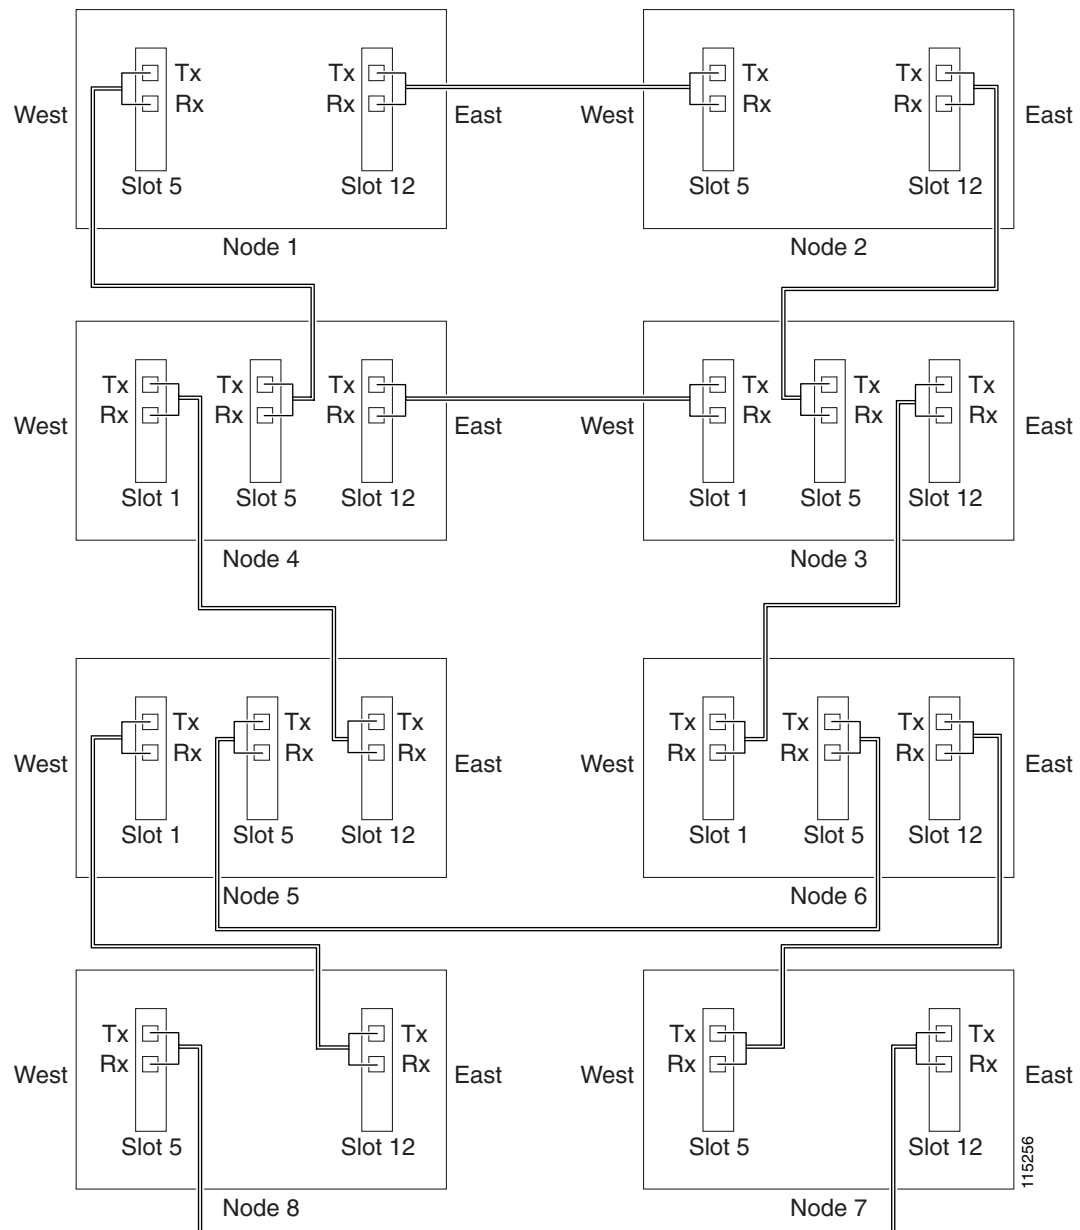 Tx Tx Tx Tx
Rx Rx Rx Rx
West East West East
Slot 5 Slot 12 Slot 5 Slot 12
Node 1 Node 2
Tx Tx Tx Tx Tx Tx
Rx Rx Rx Rx Rx Rx
West East West East
Slot 1 Slot 5 Slot 12 Slot 1 Slot 5 Slot 12
Node 4 Node 3
Tx Tx Tx Tx Tx Tx
Rx Rx Rx Rx Rx Rx
West East West East
Slot 1 Slot 5 Slot 12 Slot 1 Slot 5 Slot 12
Node 5 Node 6
Tx Tx Tx Tx
Rx Rx Rx Rx
West East West East
Slot 5 Slot 12 Slot 5 Slot 12
115256
Node 8 Node 7